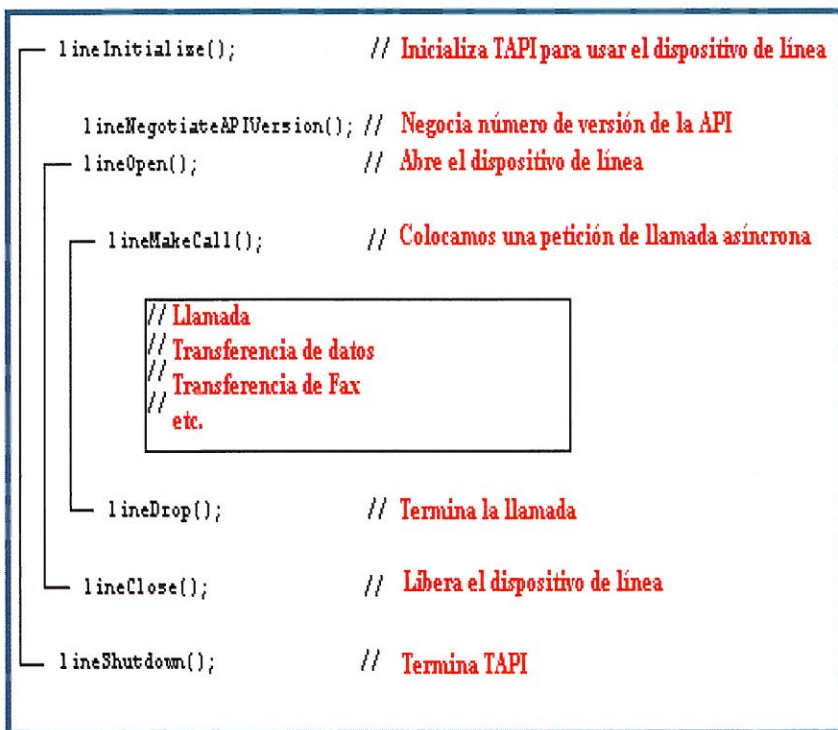 lineInitialize(); // Inicializa TAPI para usar el dispositivo de línea
lineNegotiateAPIVersion(); // Negocia número de versión de la API
lineOpen(); // Abre el dispositivo de línea
lineMakeCall(); // Colocamos una petición de llamada asíncrona
// Llamada
// Transferencia de datos
// Transferencia de Fax
// etc.
lineDrop(); // Termina la llamada
lineClose(); // Libera el dispositivo de línea
lineShutdown(); // Termina TAPI